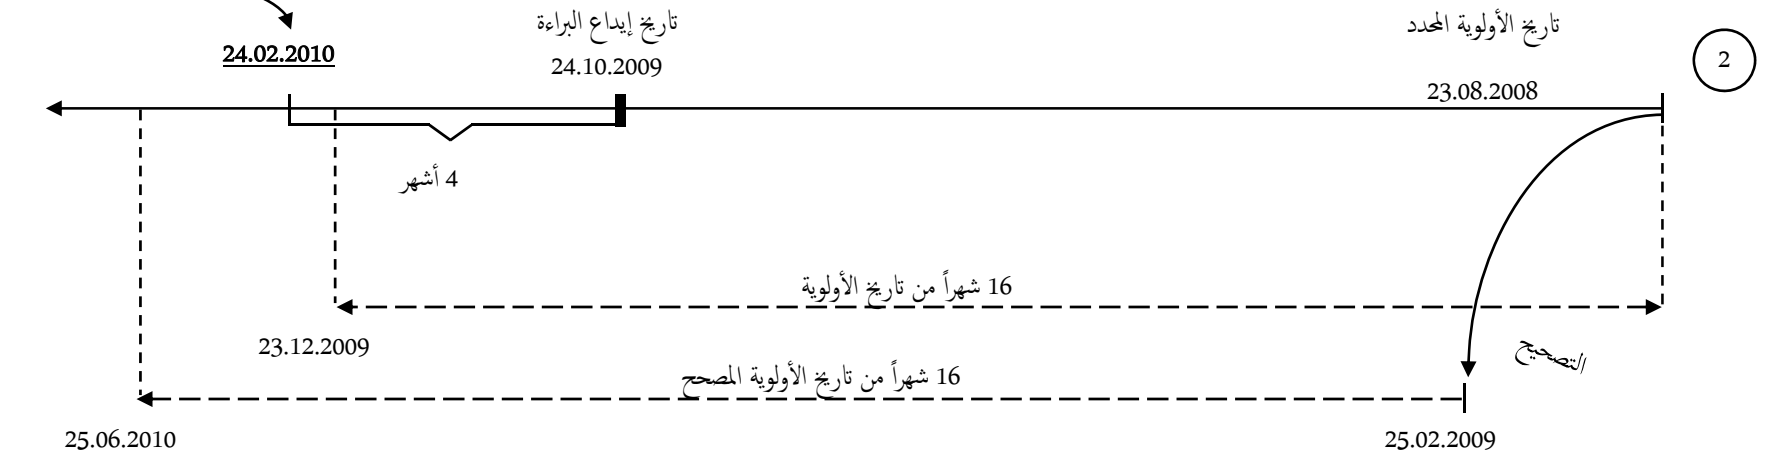 2
تاريخ الأولوية المحدد
23.08.2008
تاريخ إيداع البراءة
24.10.2009
24.02.2010
4 أشهر
16 شهراً من تاريخ الأولوية
23.12.2009
التصحيح
16 شهراً من تاريخ الأولوية المصحح
25.02.2009
25.06.2010